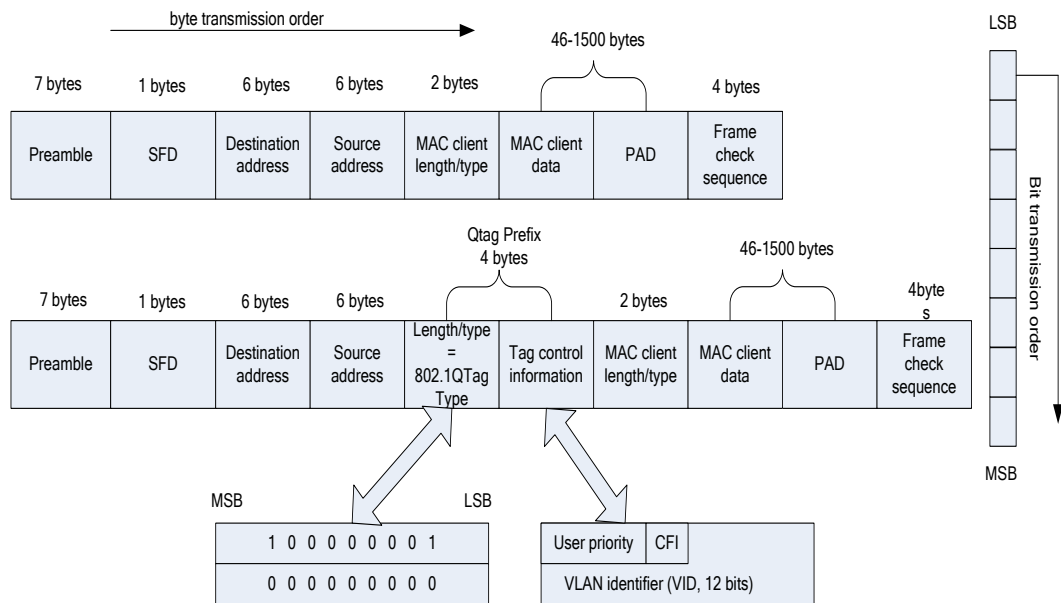 byte transmission order
LSB
46-1500 bytes
7 bytes
1 bytes
6 bytes
6 bytes
2 bytes
4 bytes
Preamble
SFD
Destination
address
Source
address
MAC client
length/type
MAC client
data
PAD
Frame
check
sequence
Bit transmission order
Qtag Prefix
4 bytes
46-1500 bytes
7 bytes
1 bytes
6 bytes
6 bytes
2 bytes
4byte
s
Preamble
SFD
Destination
address
Source
address
Length/type
=
802.1QTag
Type
Tag control
information
MAC client
length/type
MAC client
data
PAD
Frame
check
sequence
MSB
MSB
LSB
1 0 0 0 0 0 0 1
0 0 0 0 0 0 0 0
User priority
CFI
VLAN identifier (VID, 12 bits)